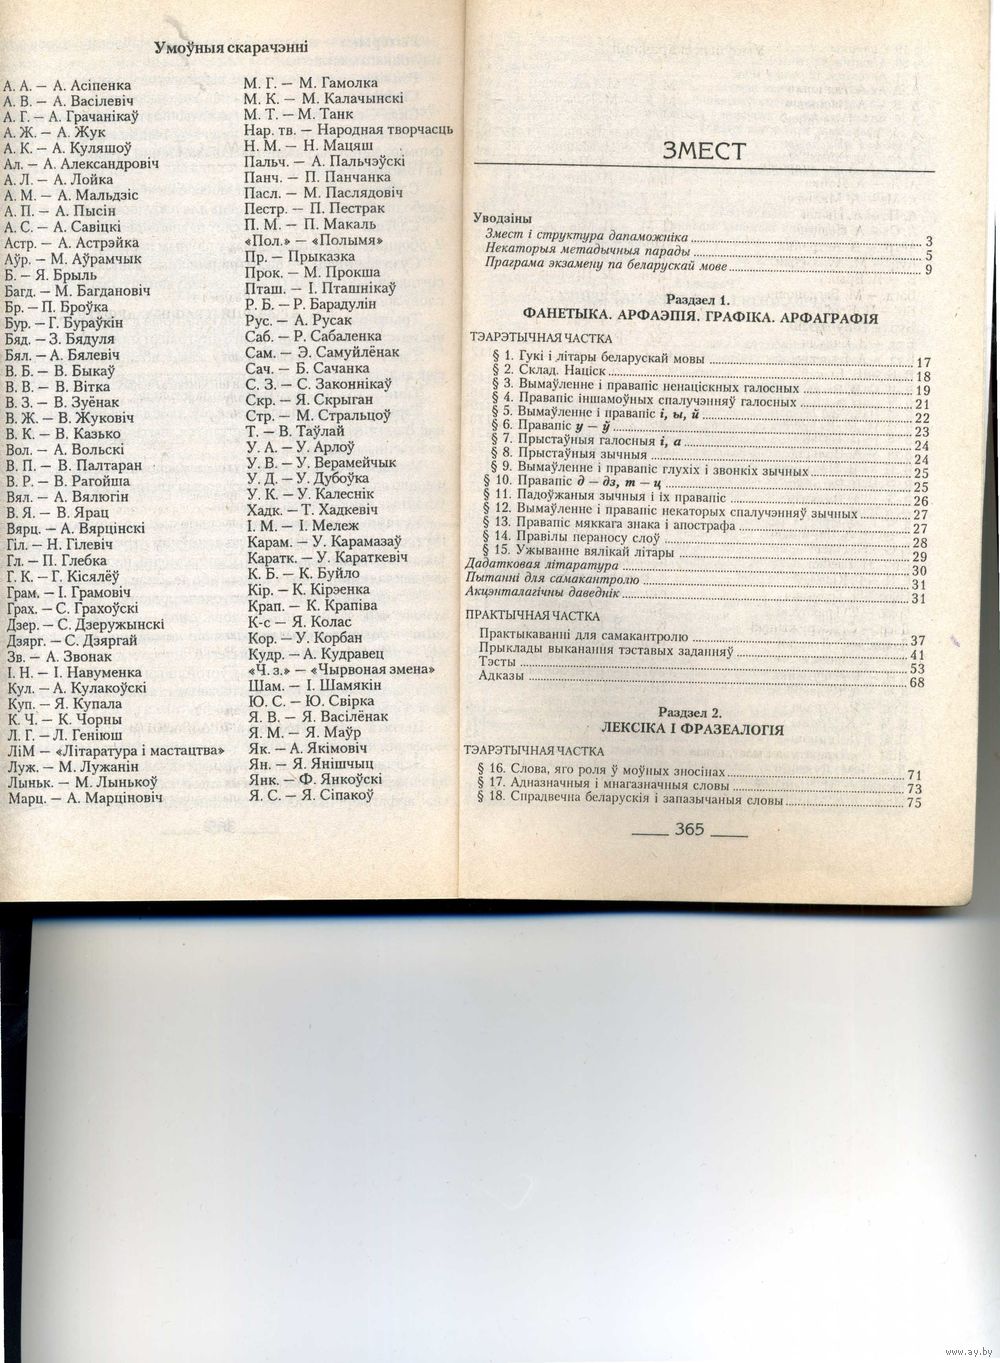 Умоўныя скарачэнні
А. А. — А. Асіпенка
А. В. — А. Васілевіч
А. Г. — А. Грачанікаў
А. Ж. — А. Жук
А. К. — А. Куляшоў
Ал. — А. Александровіч
А. Л. — А. Лойка
А. М. — А. Мальдзіс
А. П. — А. Пысін
А. С. — А. Савіцкі
Астр. — А. Астрэйка
Аўр. — М. Аўрамчык
Б. — Я. Брыль
Багд. — М. Багдановіч
Бр. — П. Броўка
Бур. — Г. Бураўкін
Бяд. — З. Бядуля
Бял. — А. Бялевіч
В. Б. — В. Быкаў
В. В. — В. Вітка
В. З. — В. Зуёнак
В. Ж. — В. Жуковіч
В. К. — В. Казько
Вол. — А. Вольскі
В. П. — В. Палтаран
В. Р. — В. Рагойша
Вял. — А. Вялюгін
В. Я. — В. Ярац
Вярц. — А. Вярцінскі
Гіл. — Н. Гілевіч
Гл. — П. Глебка
Г. К. — Г. Кісялёў
Грам. — І. Грамовіч
Грах. — С. Грахоўскі
Дзер. — С. Дзеружынскі
Дзярг. — С. Дзяргай
Зв. — А. Звонак
І. Н. — І. Навуменка
Кул. — А. Кулакоўскі
Куп. — Я. Купала
К. Ч. — К. Чорны
Л. Г. — Л. Геніюш
ЛіМ — «Літаратура і мастацтва»
Луж. — М. Лужанін
Лыньк. — М. Лынькоў
Марц. — А. Марціновіч
М. Г. — М. Гамолка
М. К. — М. Калачынскі
М. Т. — М. Танк
Нар. тв. — Народная творчасць
Н. М. — Н. Мацяш
Пальч. — А. Пальчэўскі
Панч. — П. Панчанка
Пасл. — М. Паслядовіч
Пестр. — П. Пестрак
П. М. — П. Макаль
«Пол.» — «Полымя»
Пр. — Прыказка
Прок. — М. Прокша
Пташ. — І. Пташнікаў
Р. Б. — Р. Барадулін
Рус. — А. Русак
Саб. — Р. Сабаленка
Сам. — Э. Самуйлёнак
Сач. — Б. Сачанка
С. З. — С. Законнікаў
Скр. — Я. Скрыган
Стр. — М. Стральцоў
Т. — В. Таўлай
У. А. — У. Арлоў
У. В. — У. Верамейчык
У. Д. — У. Дубоўка
У. К. — У. Калеснік
Хадк. — Т. Хадкевіч
І. М. — І. Мележ
Карам. — У. Карамазаў
Каратк. — У. Караткевіч
К. Б. — К. Буйло
Кір. — К. Кірэенка
Крап. — К. Крапіва
К-с — Я. Колас
Кор. — У. Корбан
Кудр. — А. Кудравец
«Ч. з.» — «Чырвоная змена»
Шам. — І. Шамякін
Ю. С. — Ю. Свірка
Я. В. — Я. Васілёнак
Я. М. — Я. Маўр
Як. — А. Якімовіч
Ян. — Я. Янішчыц
Янк. — Ф. Янкоўскі
Я. С. — Я. Сіпакоў
ЗМЕСТ
Уводзіны
Змест і структура дапаможніка ... 3
Некаторыя метадычныя парады ... 5
Праграма экзамену па беларускай мове ... 9
Раздзел 1.
ФАНЕТЫКА. АРФАЭПІЯ. ГРАФІКА. АРФАГРАФІЯ
ТЭАРЭТЫЧНАЯ ЧАСТКА
§ 1. Гукі і літары беларускай мовы ... 17
§ 2. Склад. Націск ... 18
§ 3. Вымаўленне і правапіс ненаціскных галосных ... 19
§ 4. Правапіс іншамоўных спалучэнняў галосных ... 21
§ 5. Вымаўленне і правапіс і, ы, й ... 22
§ 6. Правапіс у — ў ... 23
§ 7. Прыстаўныя галосныя і, а ... 24
§ 8. Прыстаўныя зычныя ... 24
§ 9. Вымаўленне і правапіс глухіх і звонкіх зычных ... 25
§ 10. Правапіс д — дз, т — ц ... 25
§ 11. Падоўжаныя зычныя і іх правапіс ... 26
§ 12. Вымаўленне і правапіс некаторых спалучэнняў зычных ... 27
§ 13. Правапіс мяккага знака і апострафа ... 27
§ 14. Правілы пераносу слоў ... 28
§ 15. Ужыванне вялікай літары ... 29
Дадатковая літаратура ... 30
Пытанні для самакантролю ... 31
Акцэнталагічны даведнік ... 31
ПРАКТЫЧНАЯ ЧАСТКА
Практыкаванні для самакантролю ... 37
Прыклады выканання тэставых заданняў ... 41
Тэсты ... 53
Адказы ... 68
Раздзел 2.
ЛЕКСІКА І ФРАЗЕАЛОГІЯ
ТЭАРЭТЫЧНАЯ ЧАСТКА
§ 16. Слова, яго роля ў моўных зносінах ... 71
§ 17. Адназначныя і мнагазначныя словы ... 73
§ 18. Спрадвечна беларускія і запазычаныя словы ... 75
365
www.ay.by